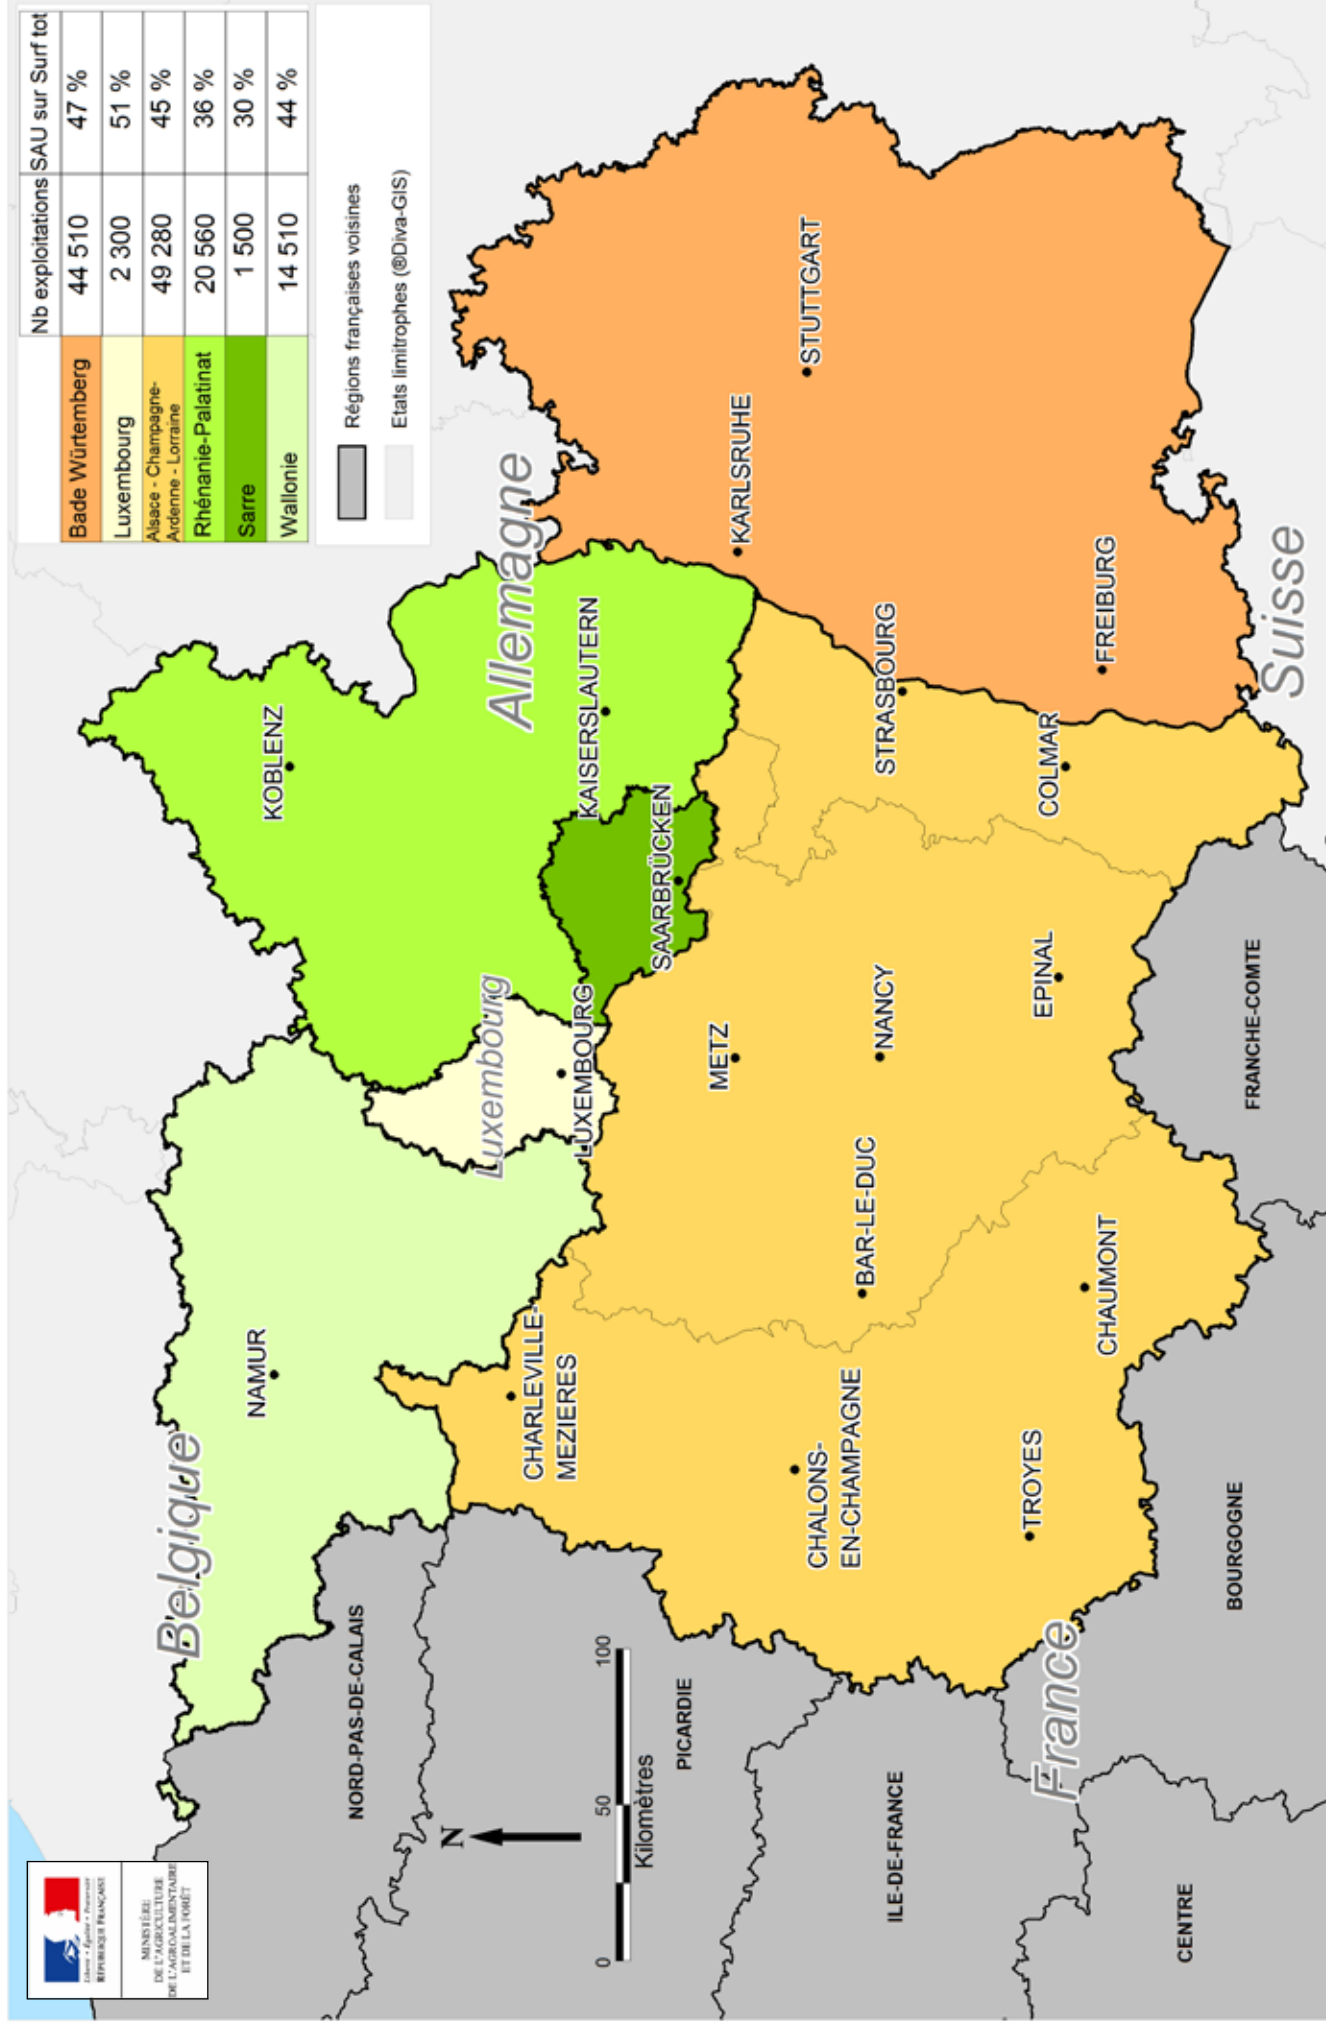 Liberté • Égalité • Fraternité
RÉPUBLIQUE FRANÇAISE
MINISTÈRE
DE L'AGRICULTURE
DE L'AGROALIMENTAIRE
ET DE LA FORÊT
Nb exploitations SAU sur Surf tot
Bade Würtemberg 44 510 47 %
Luxembourg 2 300 51 %
Alsace - Champagne-
Ardenne - Lorraine 49 280 45 %
Rhénanie-Palatinat 20 560 36 %
Sarre 1 500 30 %
Wallonie 14 510 44 %
Régions françaises voisines
Etats limitrophes (®Diva-GIS)
Belgique
NAMUR
KOBLENZ
NORD-PAS-DE-CALAIS
Luxembourg
LUXEMBOURG
Allemagne
KAISERSLAUTERN
SAARBRÜCKEN
CHARLEVILLE-
MEZIERES
N
0 50 100
Kilomètres
PICARDIE
METZ
KARLSRUHE
STUTTGART
CHALONS-
EN-CHAMPAGNE
BAR-LE-DUC
NANCY
STRASBOURG
ILE-DE-FRANCE
TROYES
EPINAL
COLMAR
FREIBURG
France
CHAUMONT
CENTRE
BOURGOGNE
FRANCHE-COMTE
Suisse